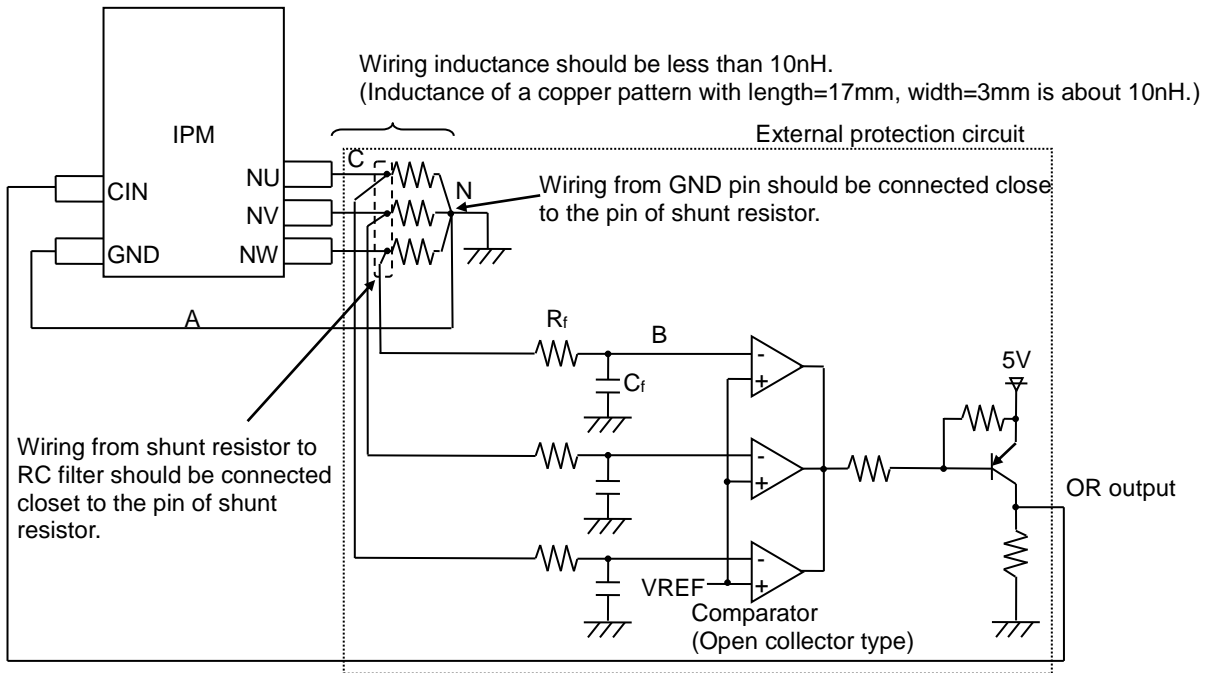 Wiring inductance should be less than 10nH.
(Inductance of a copper pattern with length=17mm, width=3mm is about 10nH.)
External protection circuit
IPM
CIN
GND
NU
NV
NW
C
N
Wiring from GND pin should be connected close
to the pin of shunt resistor.
A
Rf
B
Cf
-
+
5V
Wiring from shunt resistor to
RC filter should be connected
closet to the pin of shunt
resistor.
-
+
OR output
-
+
VREF
Comparator
(Open collector type)